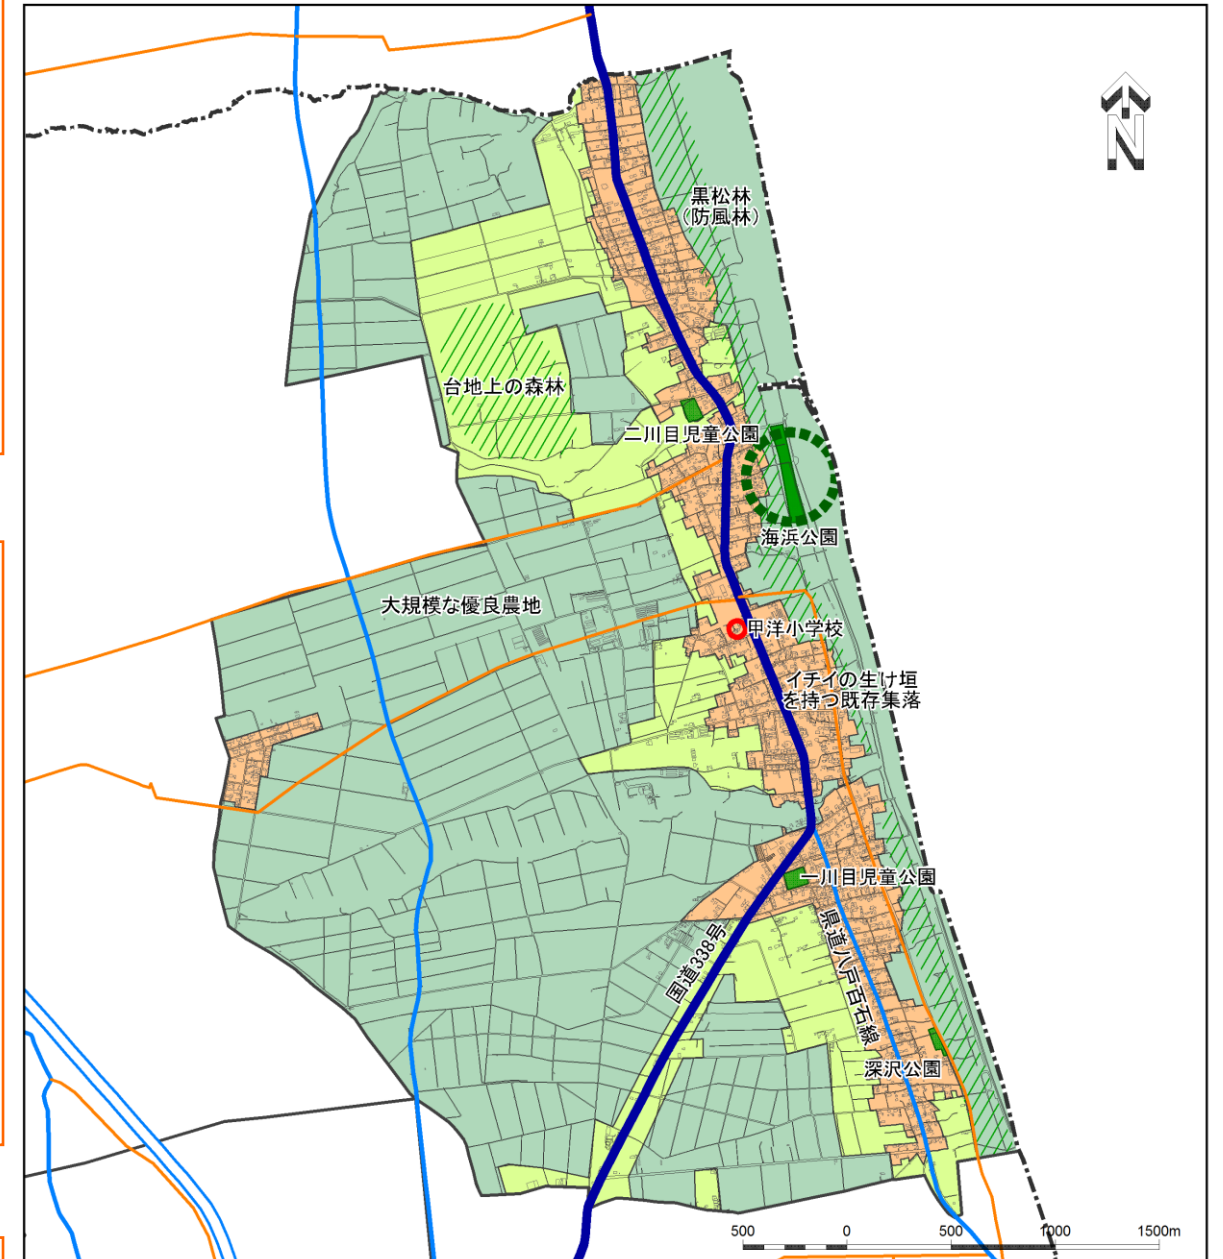 N
黒松林
（防風林）
台地上の森林
二川目児童公園
海浜公園
大規模な優良農地
甲洋小学校
イチイの生け垣
を持つ既存集落
一川目児童公園
国道338号
県道八戸百石線
深沢公園
500 0 500 1000 1500m